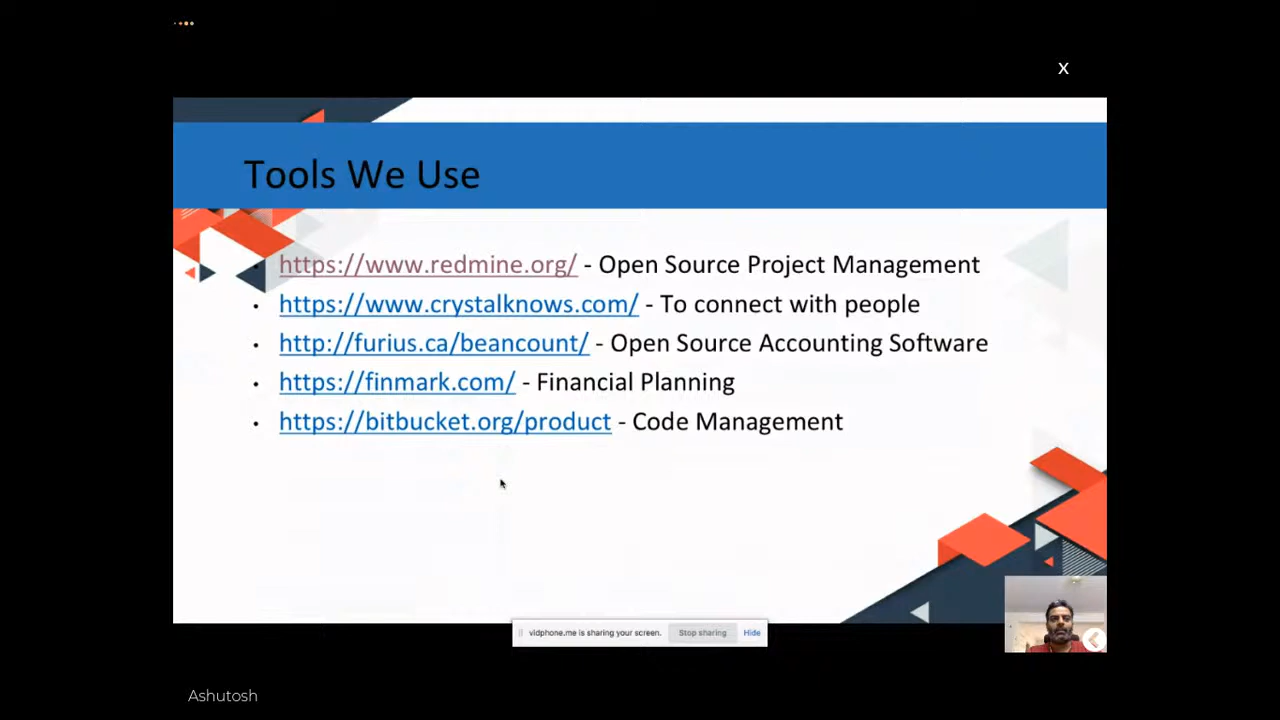 X
Tools We Use
• https://www.redmine.org/ - Open Source Project Management
• https://www.crystalknows.com/ - To connect with people
• http://furius.ca/beancount/ - Open Source Accounting Software
• https://finmark.com/ - Financial Planning
• https://bitbucket.org/product - Code Management
vidphone.me is sharing your screen. Stop sharing Hide
Ashutosh